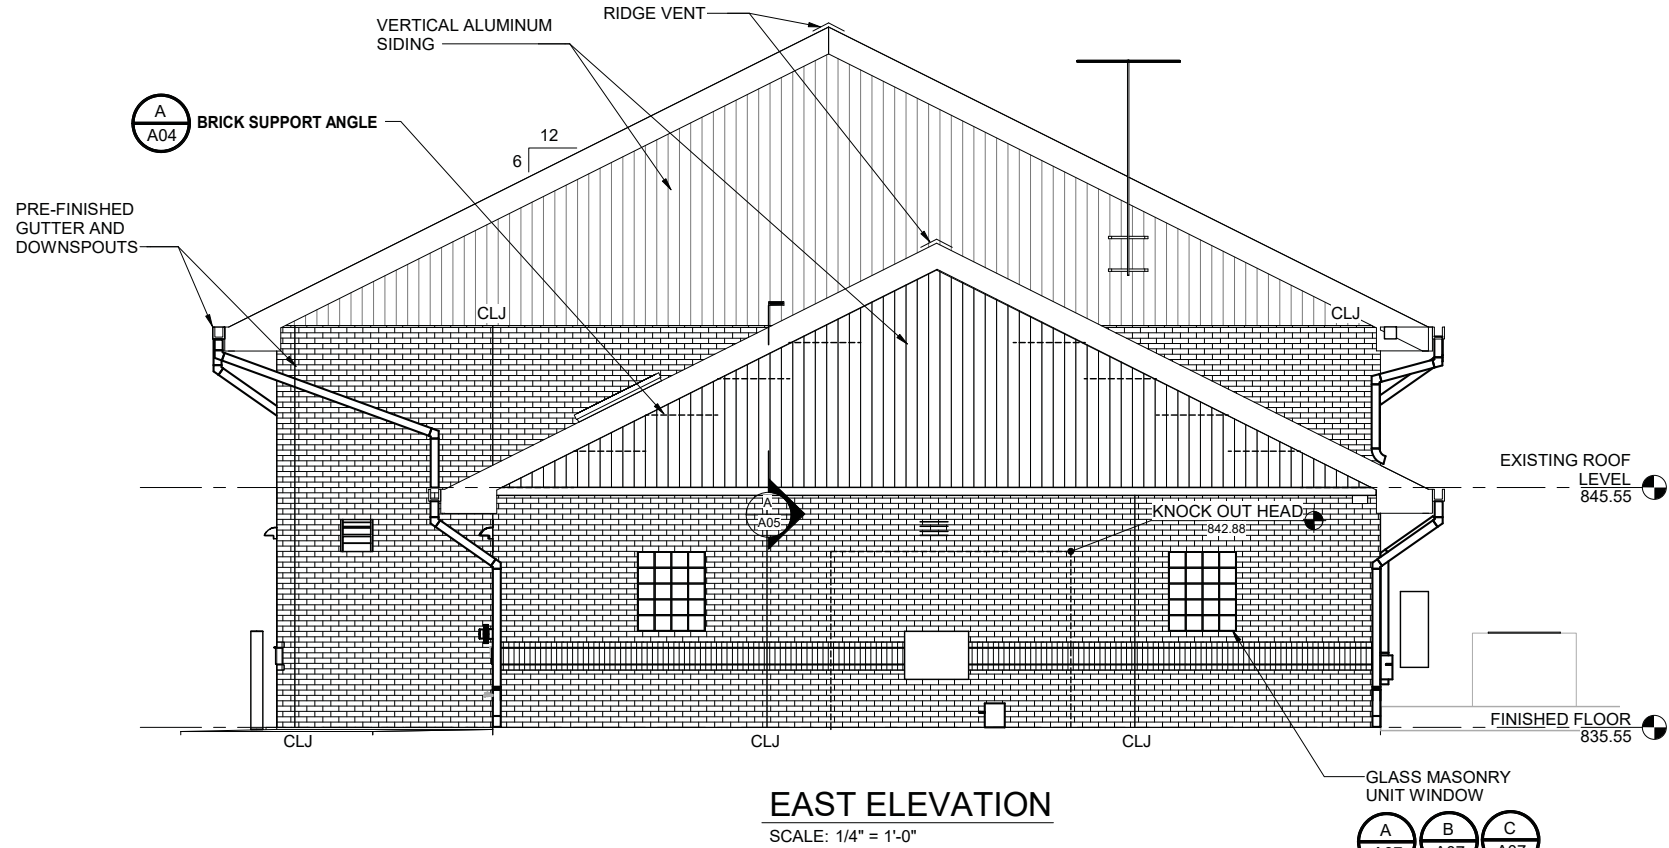 RIDGE VENT
VERTICAL ALUMINUM
SIDING
A
A04
BRICK SUPPORT ANGLE
12
6
PRE-FINISHED
GUTTER AND
DOWNSPOUTS
CLJ
CLJ
EXISTING ROOF
LEVEL
845.55
A
A05
KNOCK OUT HEAD
842.88
FINISHED FLOOR
835.55
CLJ
CLJ
CLJ
GLASS MASONRY
UNIT WINDOW
EAST ELEVATION
SCALE: 1/4" = 1'-0"
A
B
C